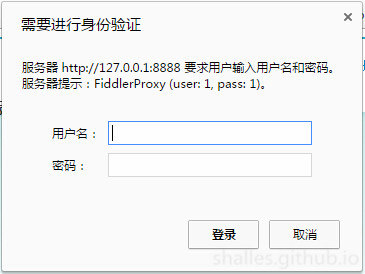 需要进行身份验证
服务器 http://127.0.0.1:8888 要求用户输入用户名和密码。
服务器提示：FiddlerProxy (user: 1, pass: 1)。
用户名：
密码：
登录
取消
shalles.github.io